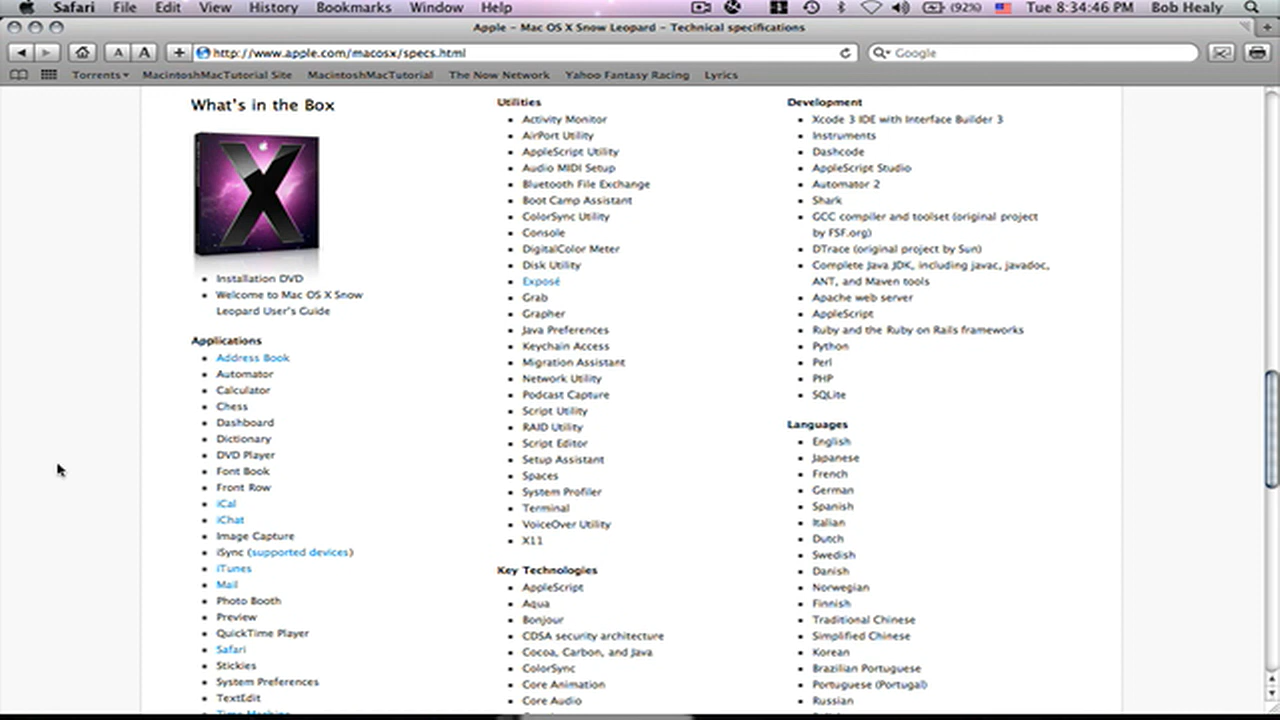 Safari File Edit View History Bookmarks Window Help (92%) Tue 8:34:46 PM Bob Healy
Apple – Mac OS X Snow Leopard – Technical specifications
A A + http://www.apple.com/macosx/specs.html Google
Torrents MacintoshMacTutorial Site MacintoshMacTutorial The Now Network Yahoo Fantasy Racing Lyrics
What's in the Box
Installation DVD
Welcome to Mac OS X Snow
Leopard User's Guide
Applications
Address Book
Automator
Calculator
Chess
Dashboard
Dictionary
DVD Player
Font Book
Front Row
iCal
iChat
Image Capture
iSync (supported devices)
iTunes
Mail
Photo Booth
Preview
QuickTime Player
Safari
Stickies
System Preferences
TextEdit
Time Machine
Utilities
Activity Monitor
AirPort Utility
AppleScript Utility
Audio MIDI Setup
Bluetooth File Exchange
Boot Camp Assistant
ColorSync Utility
Console
DigitalColor Meter
Disk Utility
Exposé
Grab
Grapher
Java Preferences
Keychain Access
Migration Assistant
Network Utility
Podcast Capture
Script Utility
RAID Utility
Script Editor
Setup Assistant
Spaces
System Profiler
Terminal
VoiceOver Utility
X11
Key Technologies
AppleScript
Aqua
Bonjour
CDSA security architecture
Cocoa, Carbon, and Java
ColorSync
Core Animation
Core Audio
Development
Xcode 3 IDE with Interface Builder 3
Instruments
Dashcode
AppleScript Studio
Automator 2
Shark
GCC compiler and toolset (original project
by FSF.org)
DTrace (original project by Sun)
Complete Java JDK, including javac, javadoc,
ANT, and Maven tools
Apache web server
AppleScript
Ruby and the Ruby on Rails frameworks
Python
Perl
PHP
SQLite
Languages
English
Japanese
French
German
Spanish
Italian
Dutch
Swedish
Danish
Norwegian
Finnish
Traditional Chinese
Simplified Chinese
Korean
Brazilian Portuguese
Portuguese (Portugal)
Russian